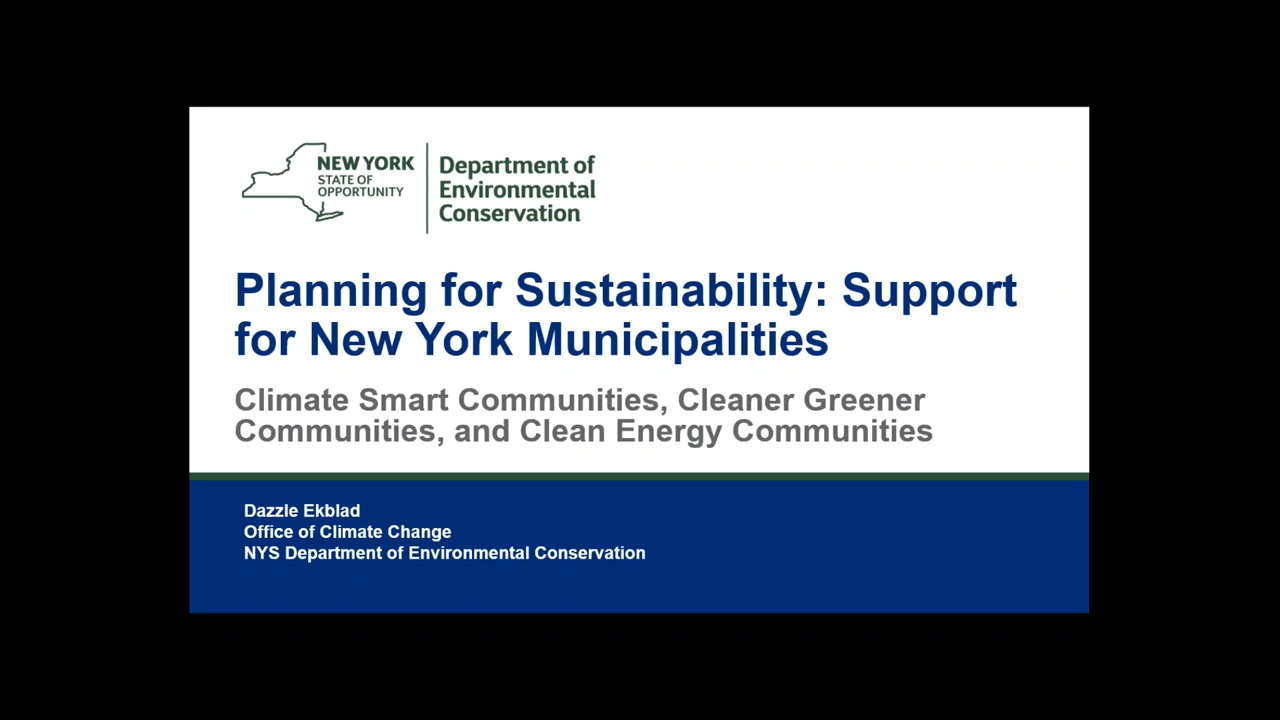 NEW YORK
STATE OF
OPPORTUNITY
Department of
Environmental
Conservation
Planning for Sustainability: Support
for New York Municipalities
Climate Smart Communities, Cleaner Greener
Communities, and Clean Energy Communities
Dazzle Ekblad
Office of Climate Change
NYS Department of Environmental Conservation